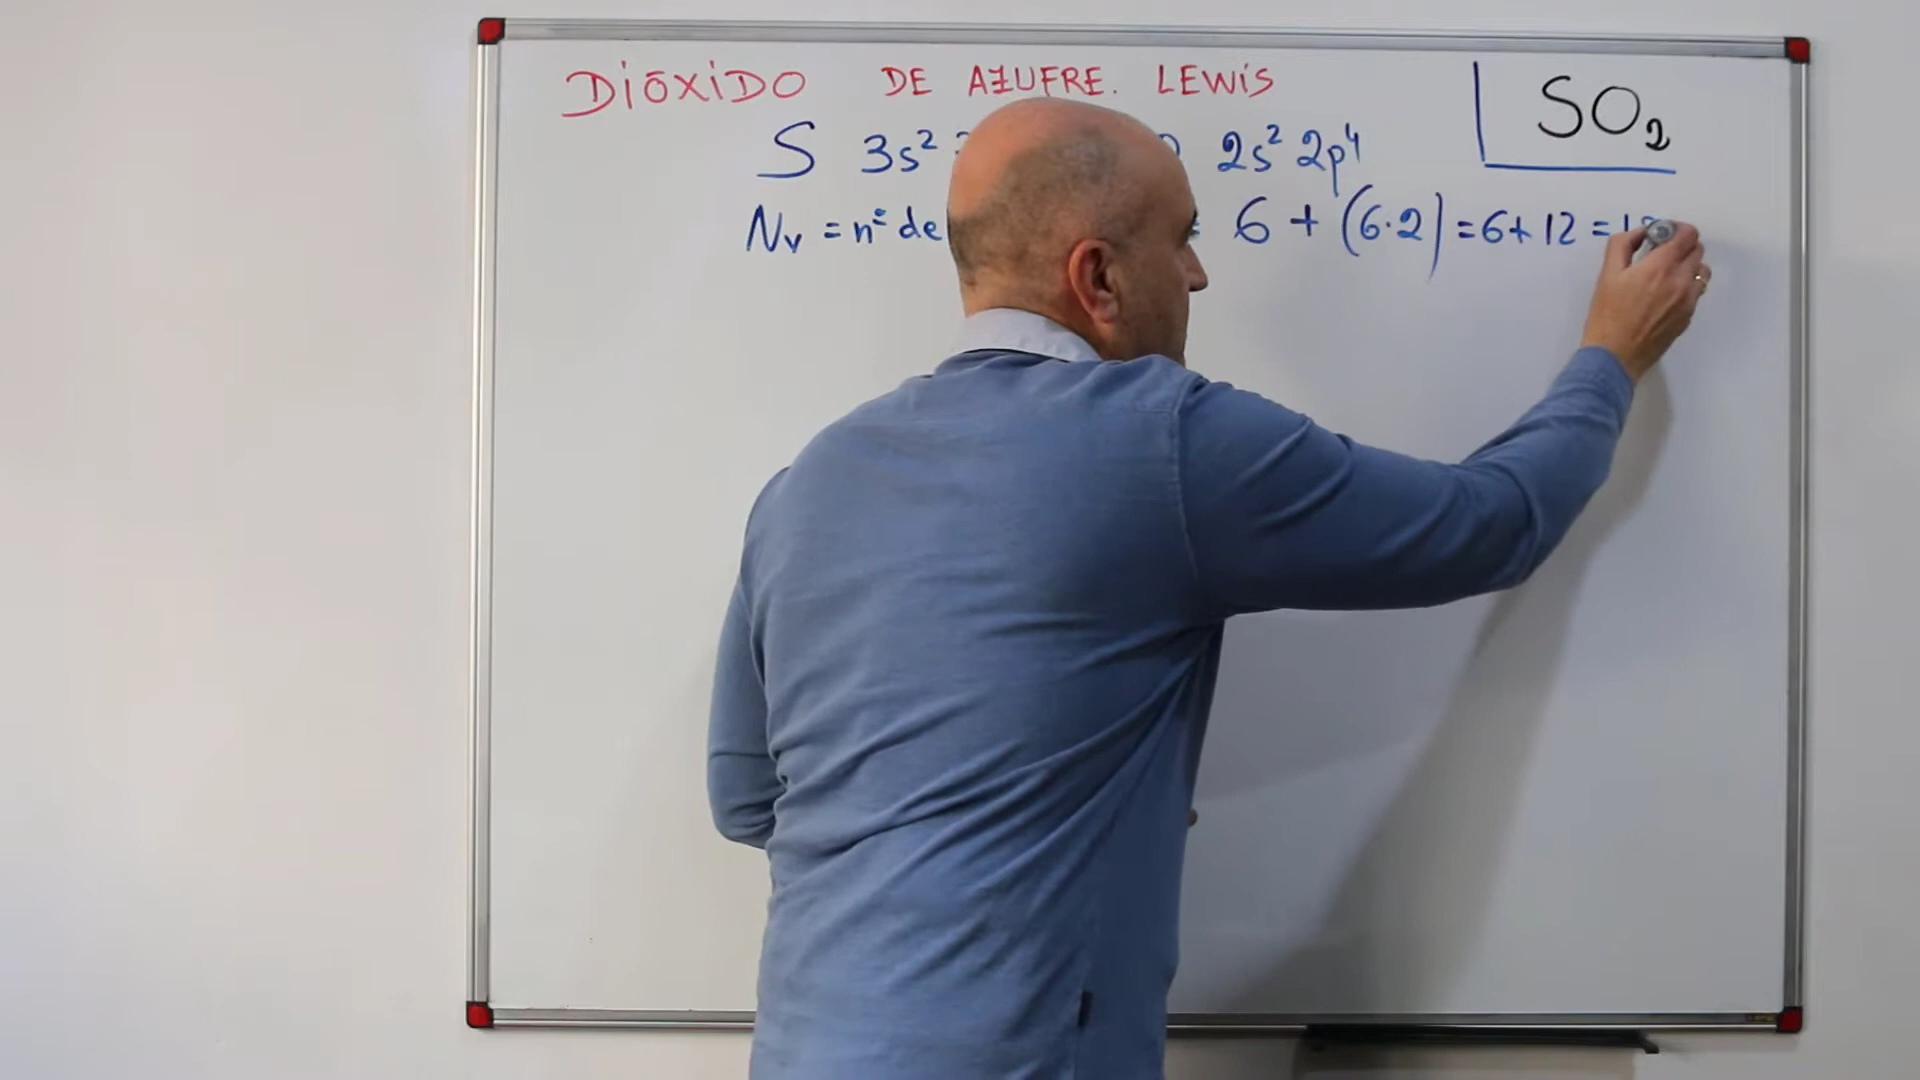 DIÓXIDO DE AZUFRE. LEWIS
SO₂
S 3s² 2s² 2p⁴
Nᵥ = nº de = 6 + (6·2) = 6 + 12 = 18